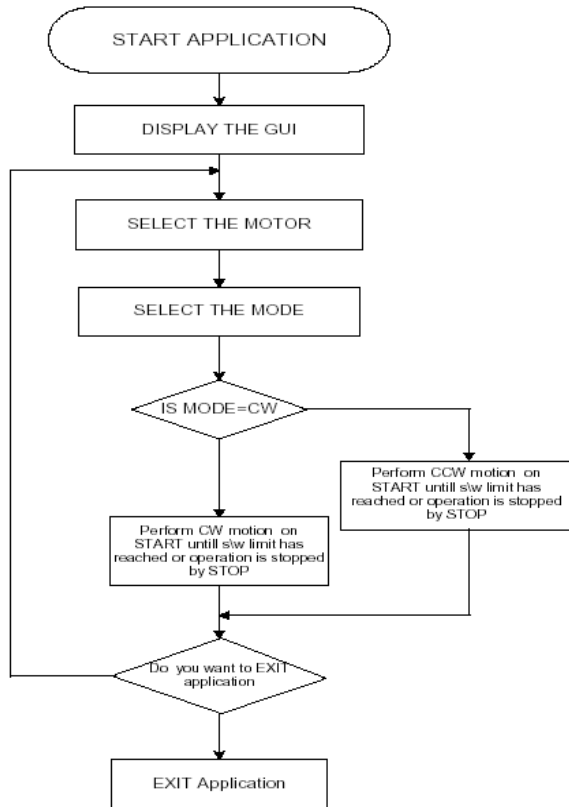 START APPLICATION
DISPLAY THE GUI
SELECT THE MOTOR
SELECT THE MODE
IS MODE=CW
Perform CCW motion on
START untill s\w limit has
reached or operation is stopped
by STOP
Perform CW motion on
START untill s\w limit has
reached or operation is stopped
by STOP
Do you want to EXIT
application
EXIT Application